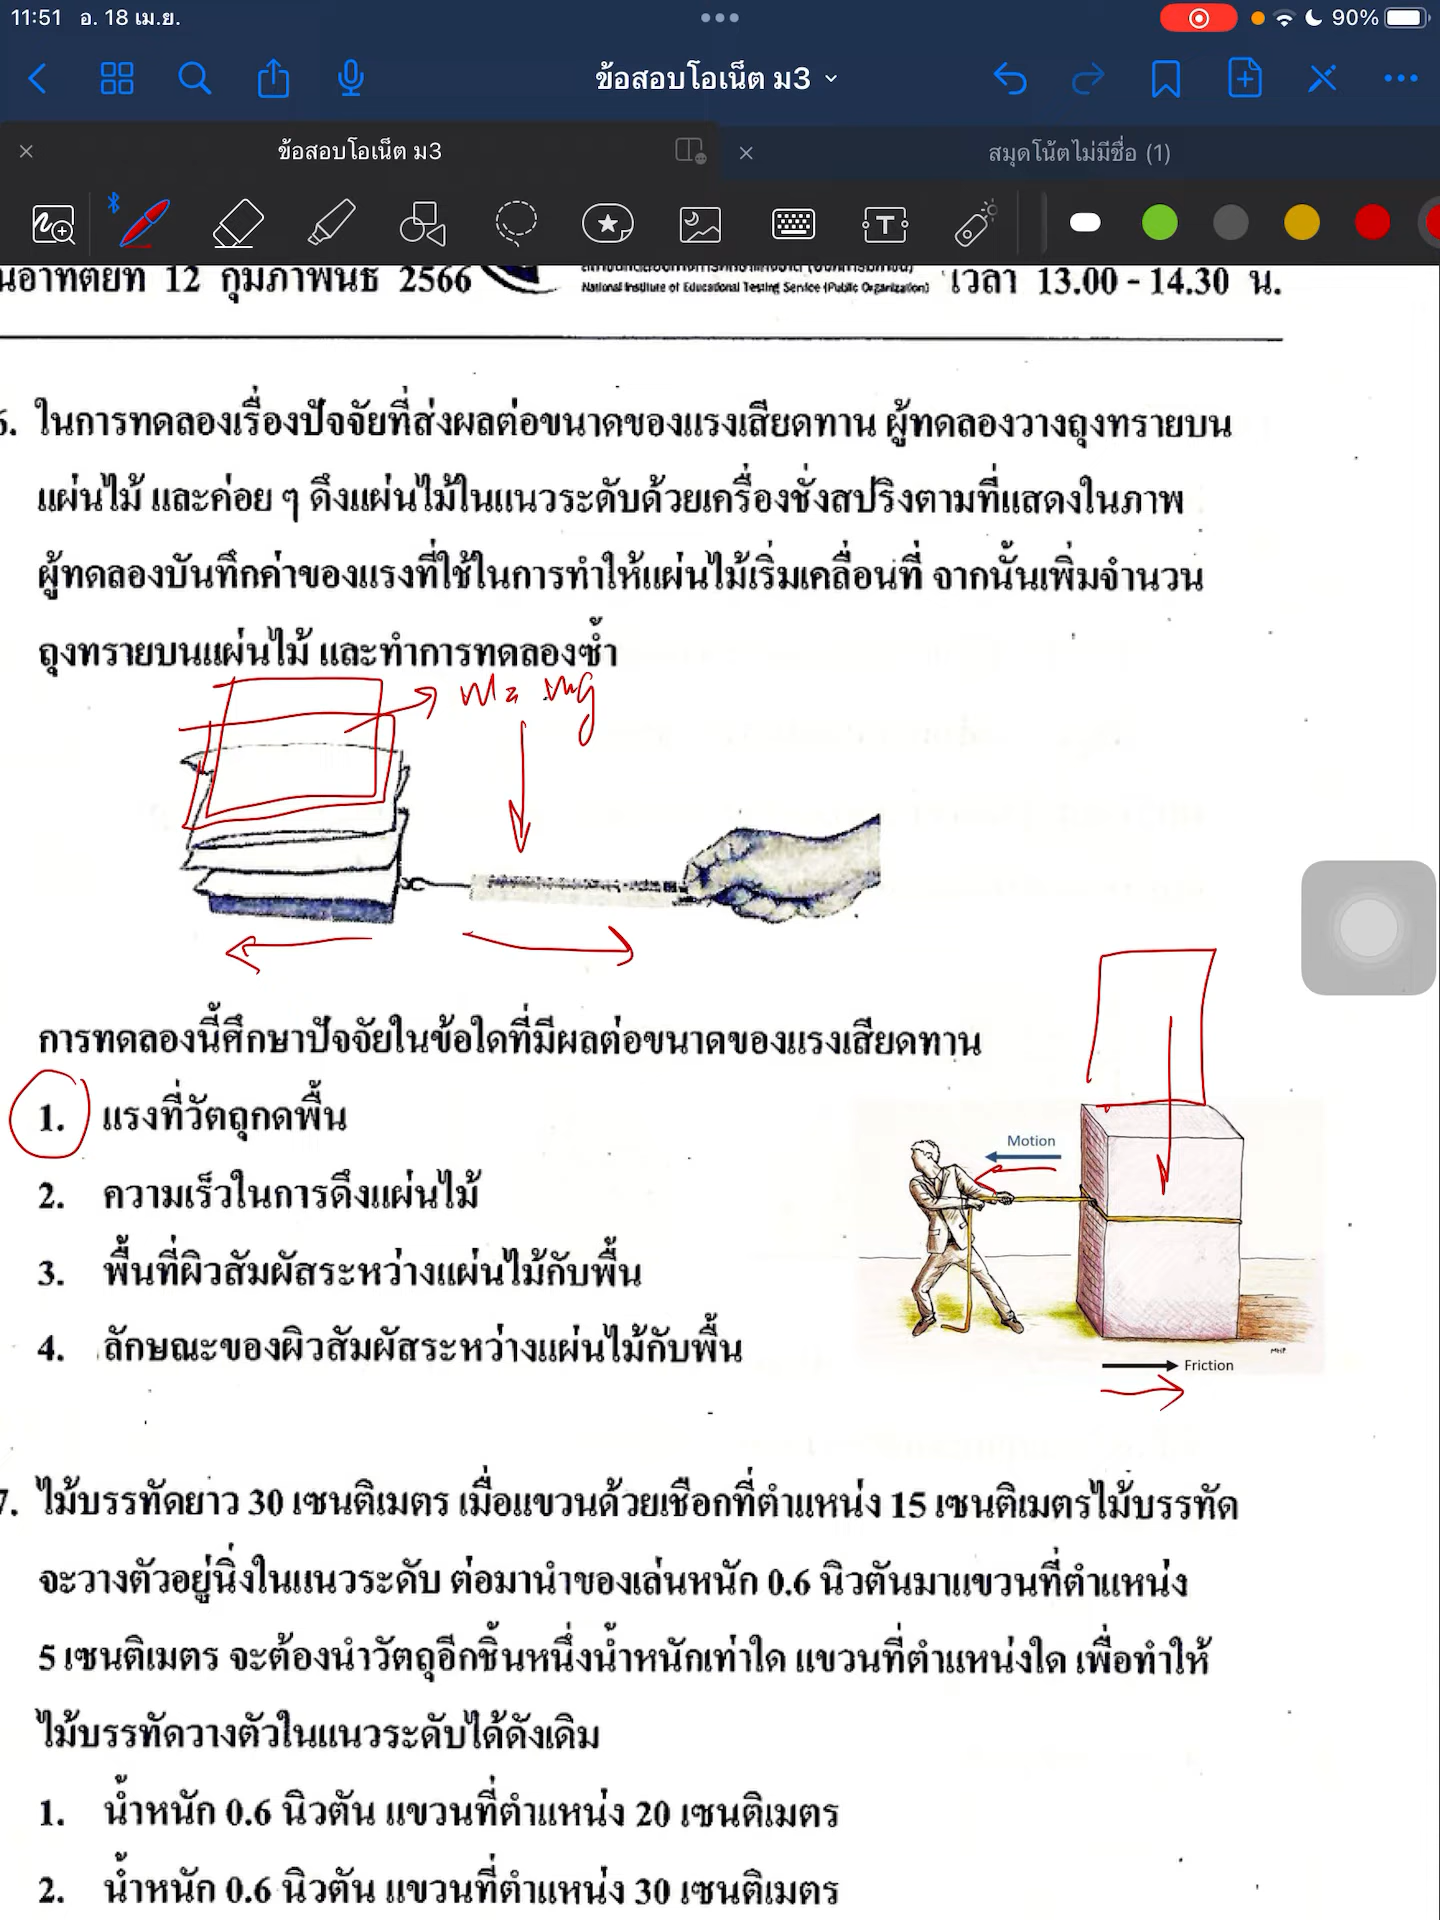 11:51 อ. 18 เม.ย.
90%
ข้อสอบโอเน็ต ม3
ข้อสอบโอเน็ต ม3
สมุดโน้ตไม่มีชื่อ (1)
T
12 กุมภาพันธ์ 2566
National Institute of Educational Testing Service (Public Organization)
เวลา 13.00 - 14.30 น.
6. ในการทดลองเรื่องปัจจัยที่ส่งผลต่อขนาดของแรงเสียดทาน ผู้ทดลองวางถุงทรายบน
แผ่นไม้ และค่อย ๆ ดึงแผ่นไม้ในแนวระดับด้วยเครื่องชั่งสปริงตามที่แสดงในภาพ
ผู้ทดลองบันทึกค่าของแรงที่ใช้ในการทำให้แผ่นไม้เริ่มเคลื่อนที่ จากนั้นเพิ่มจำนวน
ถุงทรายบนแผ่นไม้ และทำการทดลองซ้ำ
mg
การทดลองนี้ศึกษาปัจจัยในข้อใดที่มีผลต่อขนาดของแรงเสียดทาน
1. แรงที่วัตถุกดพื้น
Motion
2. ความเร็วในการดึงแผ่นไม้
3. พื้นที่ผิวสัมผัสระหว่างแผ่นไม้กับพื้น
4. ลักษณะของผิวสัมผัสระหว่างแผ่นไม้กับพื้น
MHP
Friction
7. ไม้บรรทัดยาว 30 เซนติเมตร เมื่อแขวนด้วยเชือกที่ตำแหน่ง 15 เซนติเมตรไม้บรรทัด
จะวางตัวอยู่นิ่งในแนวระดับ ต่อมานำของเล่นหนัก 0.6 นิวตันมาแขวนที่ตำแหน่ง
5 เซนติเมตร จะต้องนำวัตถุอีกชิ้นหนึ่งน้ำหนักเท่าใด แขวนที่ตำแหน่งใด เพื่อทำให้
ไม้บรรทัดวางตัวในแนวระดับได้ดังเดิม
1. น้ำหนัก 0.6 นิวตัน แขวนที่ตำแหน่ง 20 เซนติเมตร
2. น้ำหนัก 0.6 นิวตัน แขวนที่ตำแหน่ง 30 เซนติเมตร